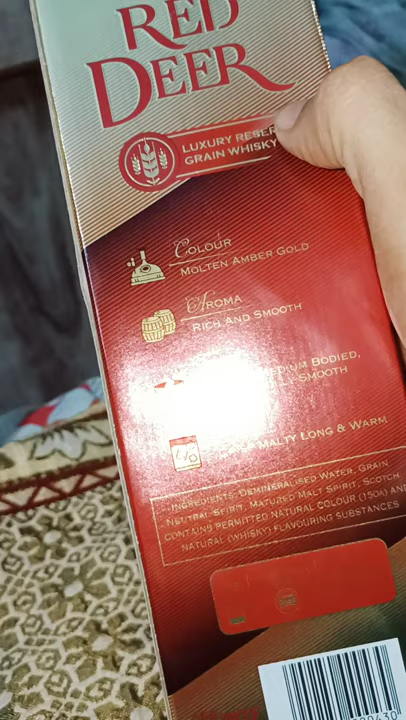 RED
DEER
LUXURY RESER
GRAIN WHISKY
COLOUR
MOLTEN AMBER GOLD
AROMA
RICH AND SMOOTH
BODIED,
SMOOTH
MALTY LONG & WARM
INGREDIENTS: DEMINERALISED WATER, GRAIN
NEUTRAL SPIRIT, MATURED MALT SPIRIT, SCOTCH
CONTAINS PERMITTED NATURAL COLOUR (150A) AND
NATURAL (WHISKY) FLAVOURING SUBSTANCES